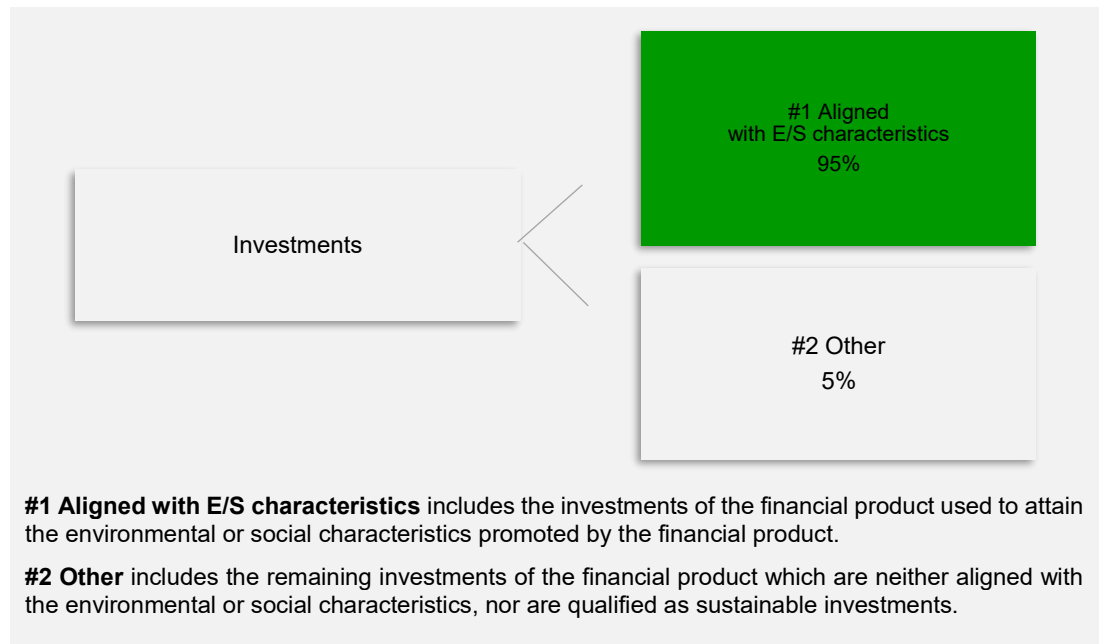 #1 Aligned
with E/S characteristics
95%
Investments
#2 Other
5%
#1 Aligned with E/S characteristics includes the investments of the financial product used to attain
the environmental or social characteristics promoted by the financial product.
#2 Other includes the remaining investments of the financial product which are neither aligned with
the environmental or social characteristics, nor are qualified as sustainable investments.